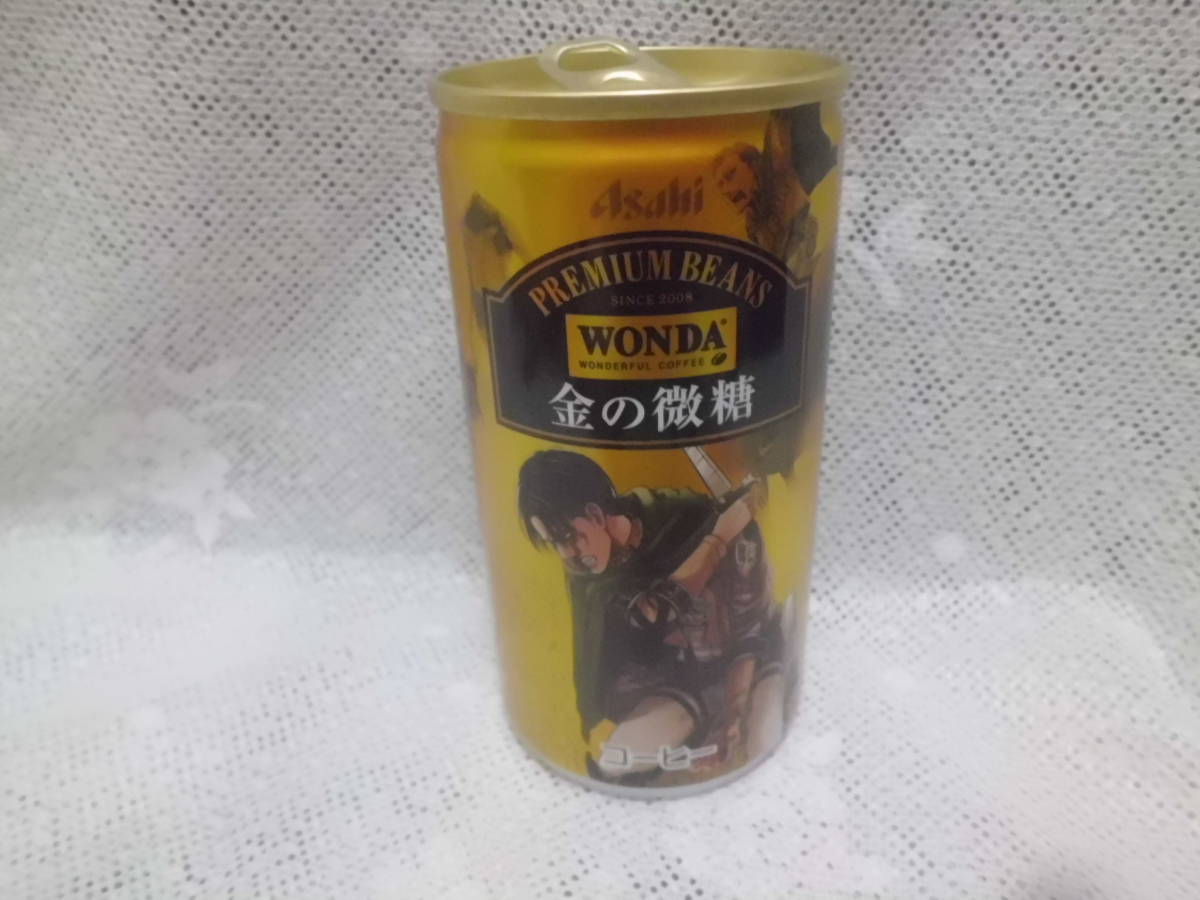 Asahi
PREMIUM BEANS
SINCE 2008
WONDA®
WONDERFUL COFFEE
金の微糖
コーヒー